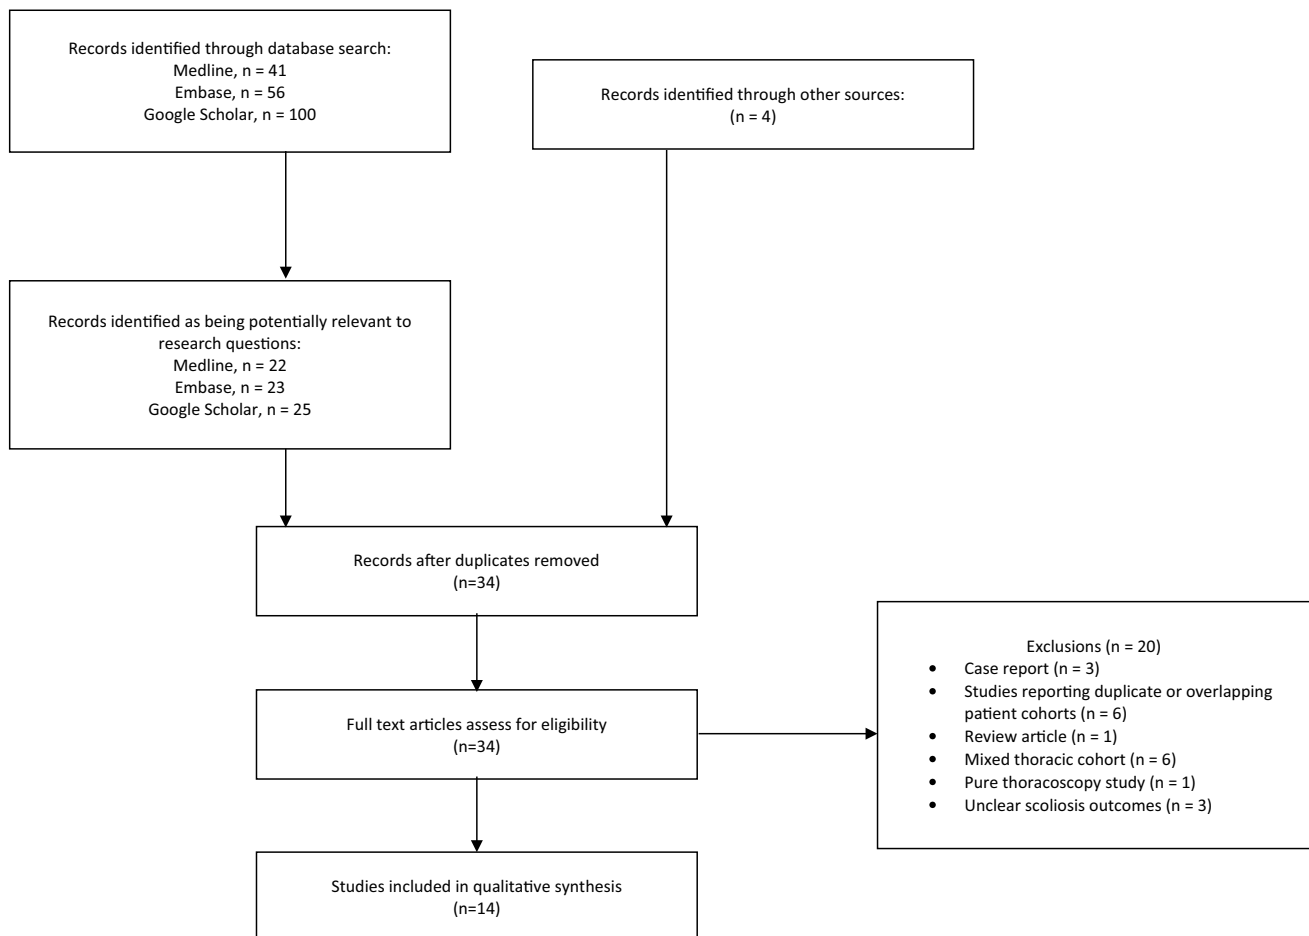 Records identified through database search:
Medline, n = 41
Embase, n = 56
Google Scholar, n = 100
Records identified through other sources:
(n = 4)
Records identified as being potentially relevant to
research questions:
Medline, n = 22
Embase, n = 23
Google Scholar, n = 25
Records after duplicates removed
(n=34)
Full text articles assess for eligibility
(n=34)
Exclusions (n = 20)
• Case report (n = 3)
• Studies reporting duplicate or overlapping
patient cohorts (n = 6)
• Review article (n = 1)
• Mixed thoracic cohort (n = 6)
• Pure thoracoscopy study (n = 1)
• Unclear scoliosis outcomes (n = 3)
Studies included in qualitative synthesis
(n=14)